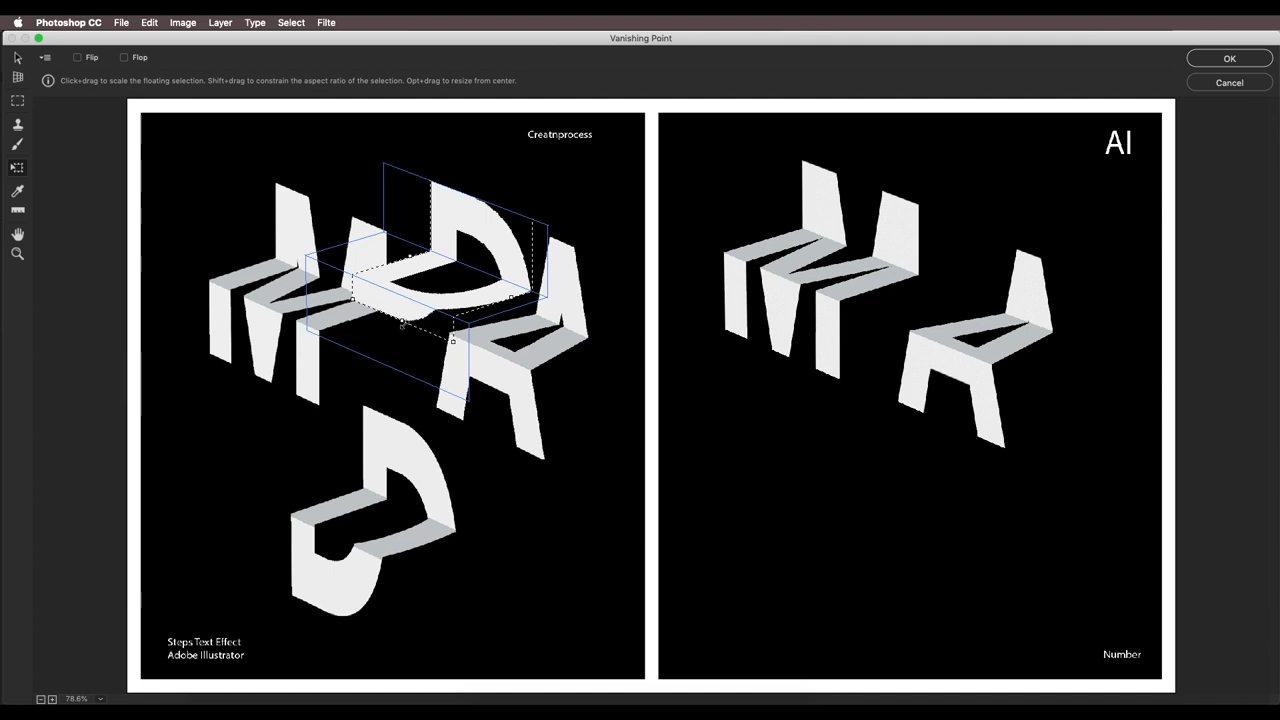 Photoshop CC File Edit Image Layer Type Select Filte
Vanishing Point
Flip Flop
OK
Click+drag to scale the floating selection. Shift+drag to constrain the aspect ratio of the selection. Opt+drag to resize from center.
Cancel
Creatnprocess
AI
N A
D
N A
D
Steps Text Effect
Adobe Illustrator
Number
78.6%